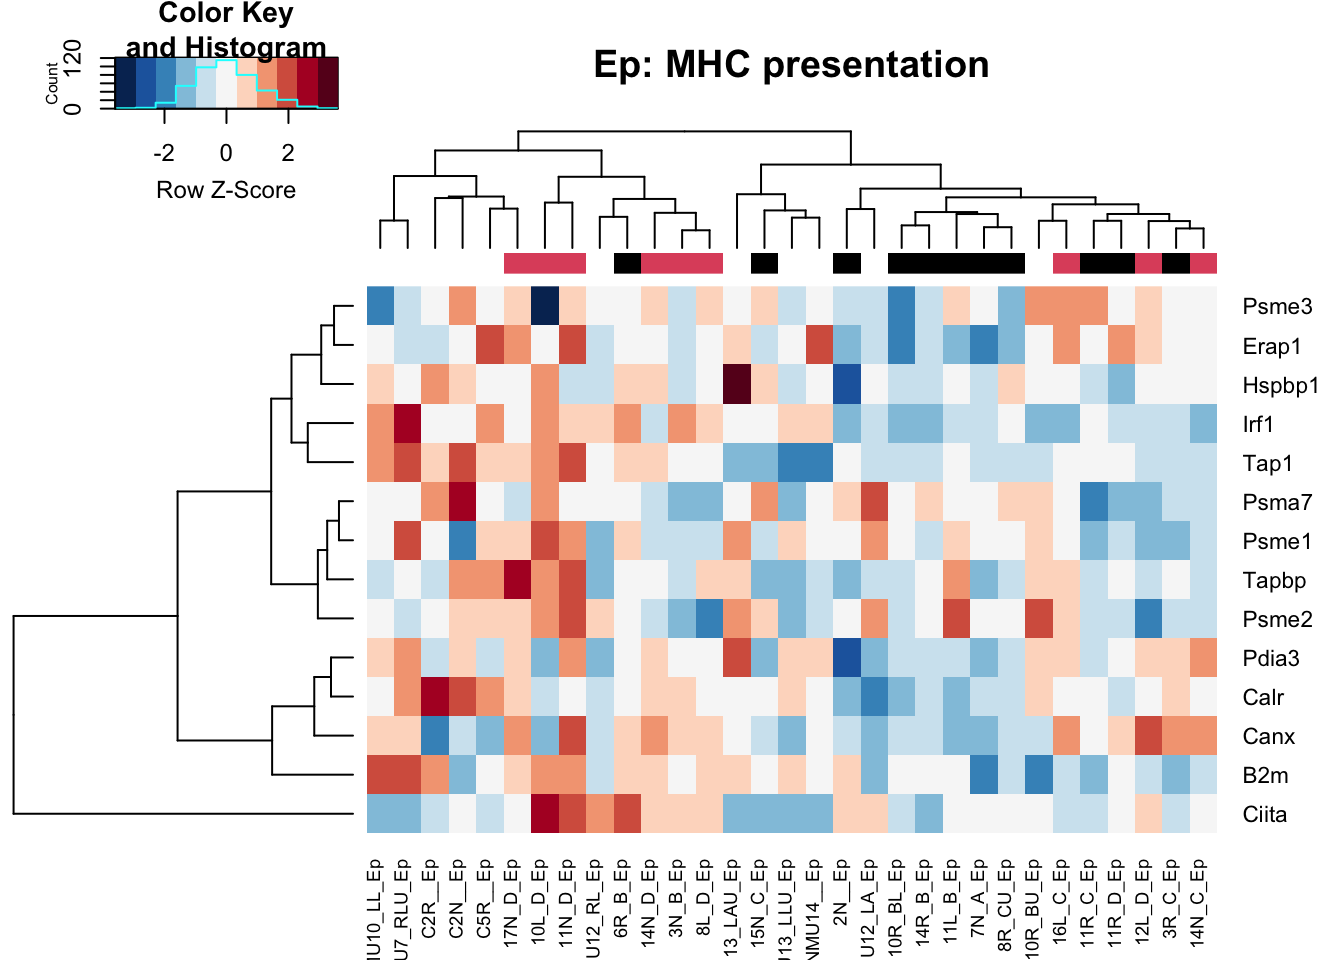 Color Key
and Histogram
Count
0 120
-2 0 2
Row Z-Score
Ep: MHC presentation
Psme3
Erap1
Hspbp1
Irf1
Tap1
Psma7
Psme1
Tapbp
Psme2
Pdia3
Calr
Canx
B2m
Ciita
U10_LL_Ep
U7_RLU_Ep
C2R__Ep
C2N__Ep
C5R__Ep
17N_D_Ep
10L_D_Ep
11N_D_Ep
U12_RL_Ep
6R_B_Ep
14N_D_Ep
3N_B_Ep
8L_D_Ep
13_LAU_Ep
15N_C_Ep
U13_LLU_Ep
NMU14__Ep
2N__Ep
U12_LA_Ep
10R_BL_Ep
14R_B_Ep
11L_B_Ep
7N_A_Ep
8R_CU_Ep
10R_BU_Ep
16L_C_Ep
11R_C_Ep
11R_D_Ep
12L_D_Ep
3R_C_Ep
14N_C_Ep